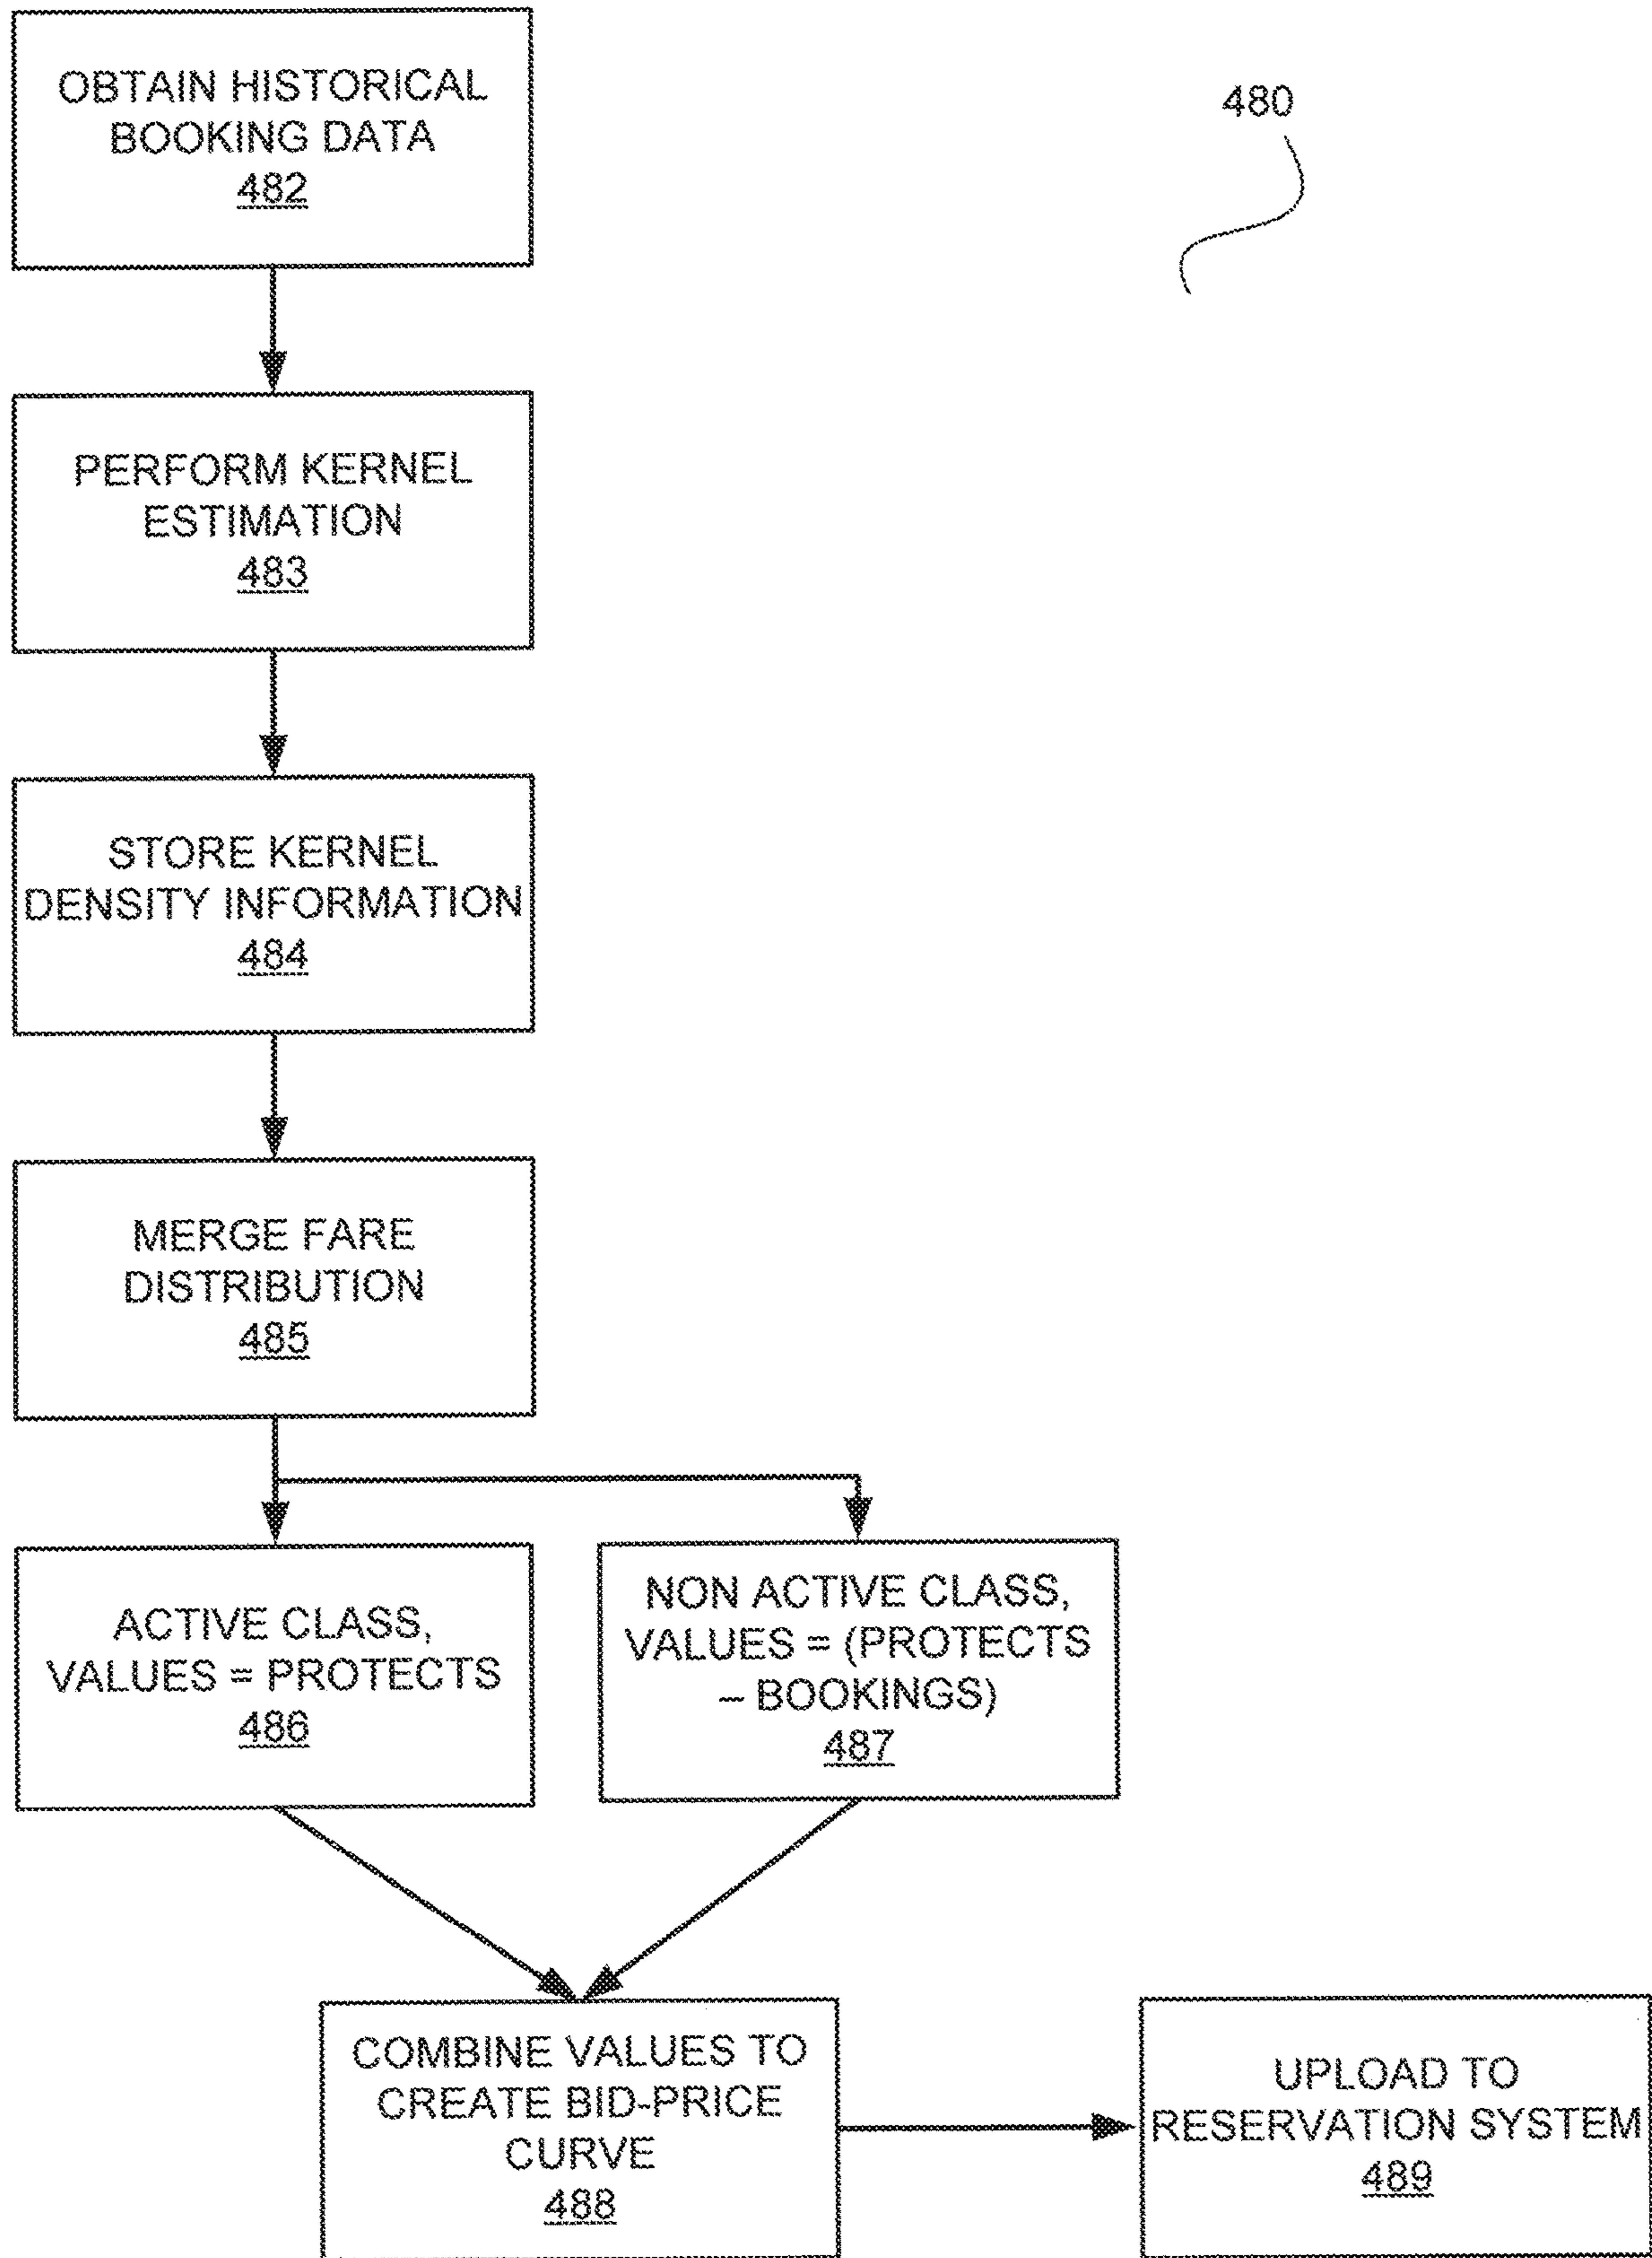 OBTAIN HISTORICAL
BOOKING DATA
482
480
PERFORM KERNEL
ESTIMATION
483
STORE KERNEL
DENSITY INFORMATION
484
MERGE FARE
DISTRIBUTION
485
ACTIVE CLASS,
VALUES = PROTECTS
486
NON ACTIVE CLASS,
VALUES = (PROTECTS
– BOOKINGS)
487
COMBINE VALUES TO
CREATE BID-PRICE
CURVE
488
UPLOAD TO
RESERVATION SYSTEM
489